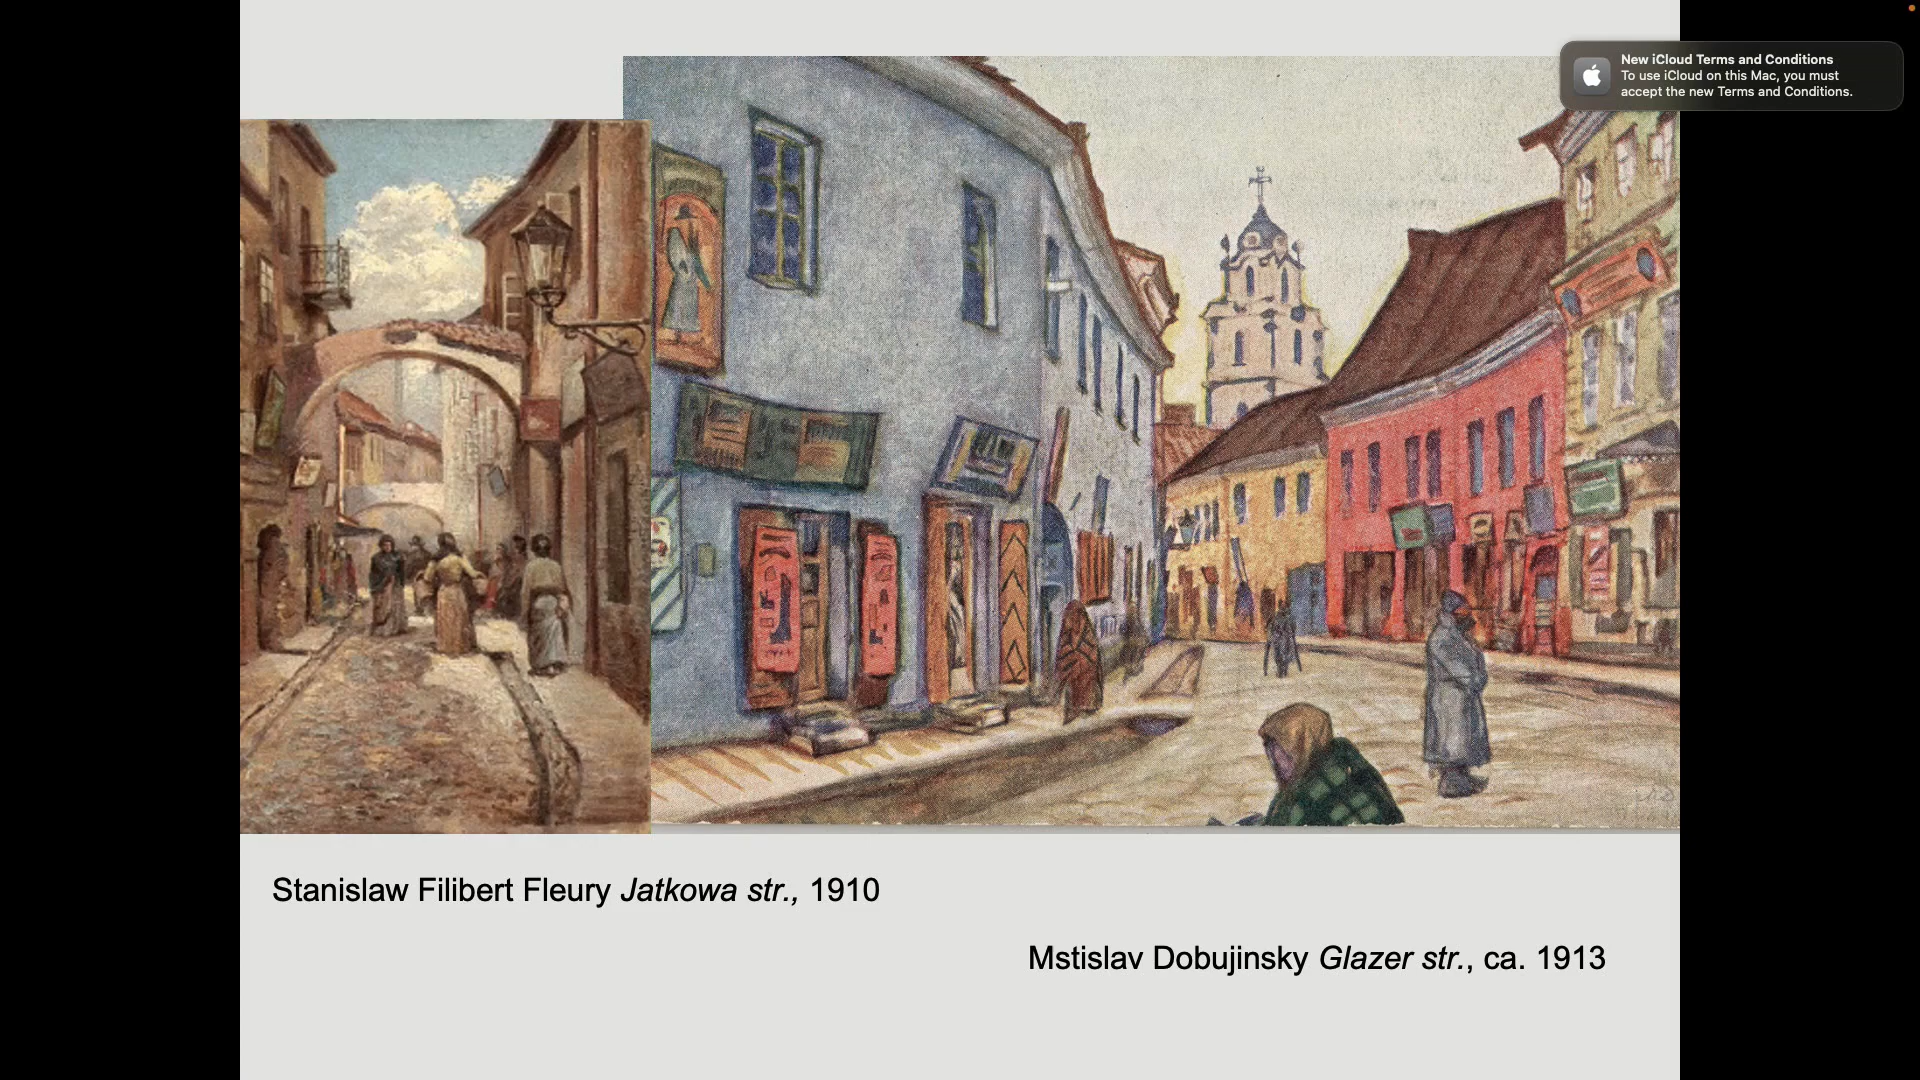 New iCloud Terms and Conditions
To use iCloud on this Mac, you must
accept the new Terms and Conditions.
Stanislaw Filibert Fleury Jatkowa str., 1910
Mstislav Dobujinsky Glazer str., ca. 1913